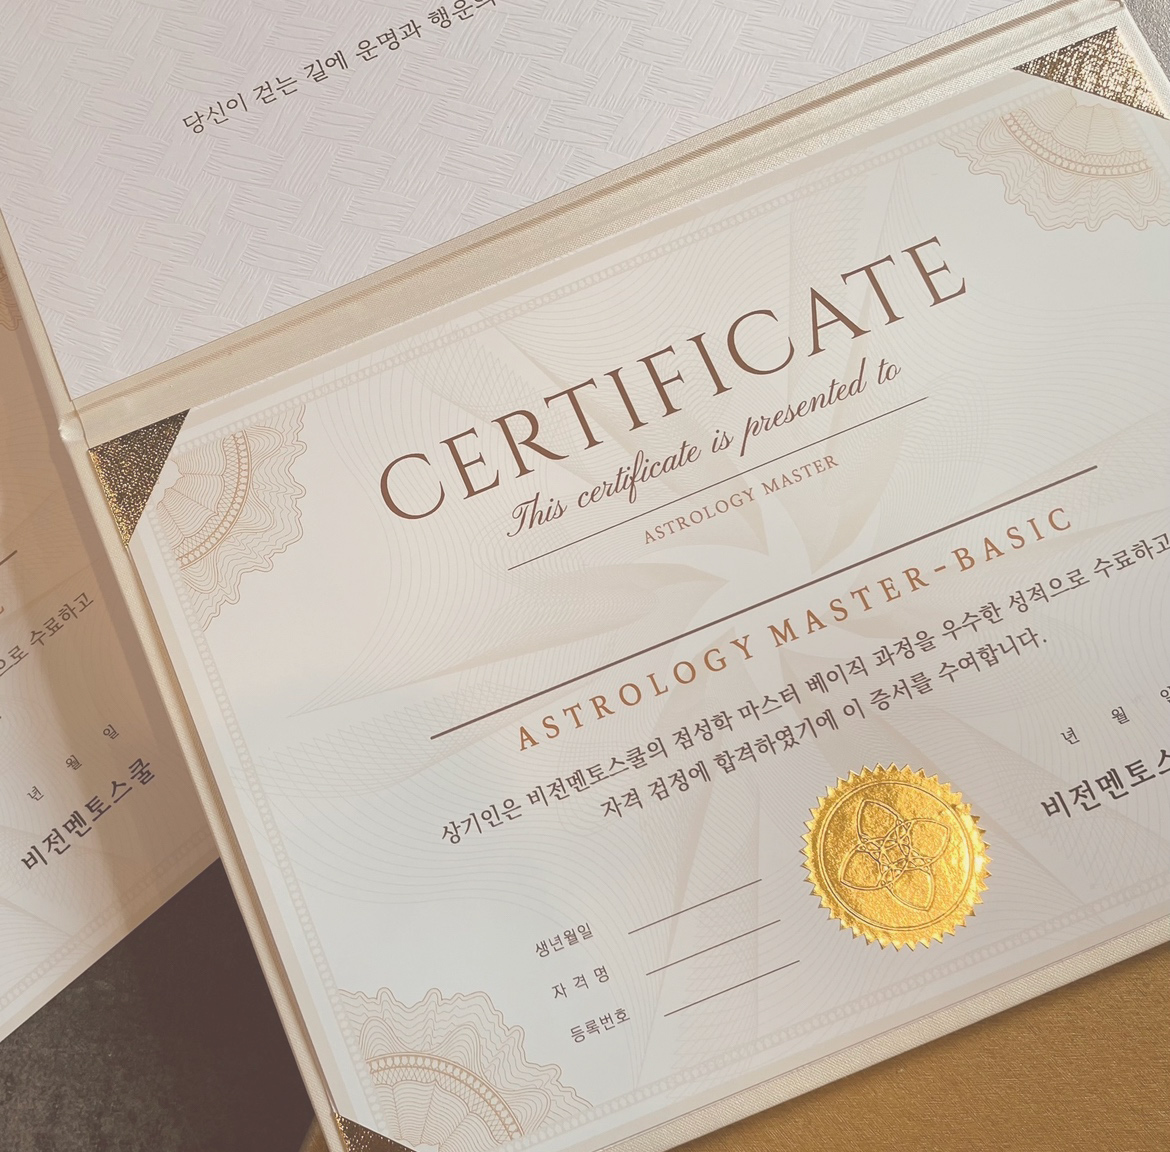 당신이 걷는 길에 운명과 행운의
CERTIFICATE
This certificate is presented to
ASTROLOGY MASTER
ASTROLOGY MASTER-BASIC
상기인은 비전멘토스쿨의 점성학 마스터 베이직 과정을 우수한 성적으로 수료하고
자격 검정에 합격하였기에 이 증서를 수여합니다.
년 월 일
비전멘토스
생년월일
자 격 명
등록번호
으로 수료하고
년 월 일
비전멘토스쿨